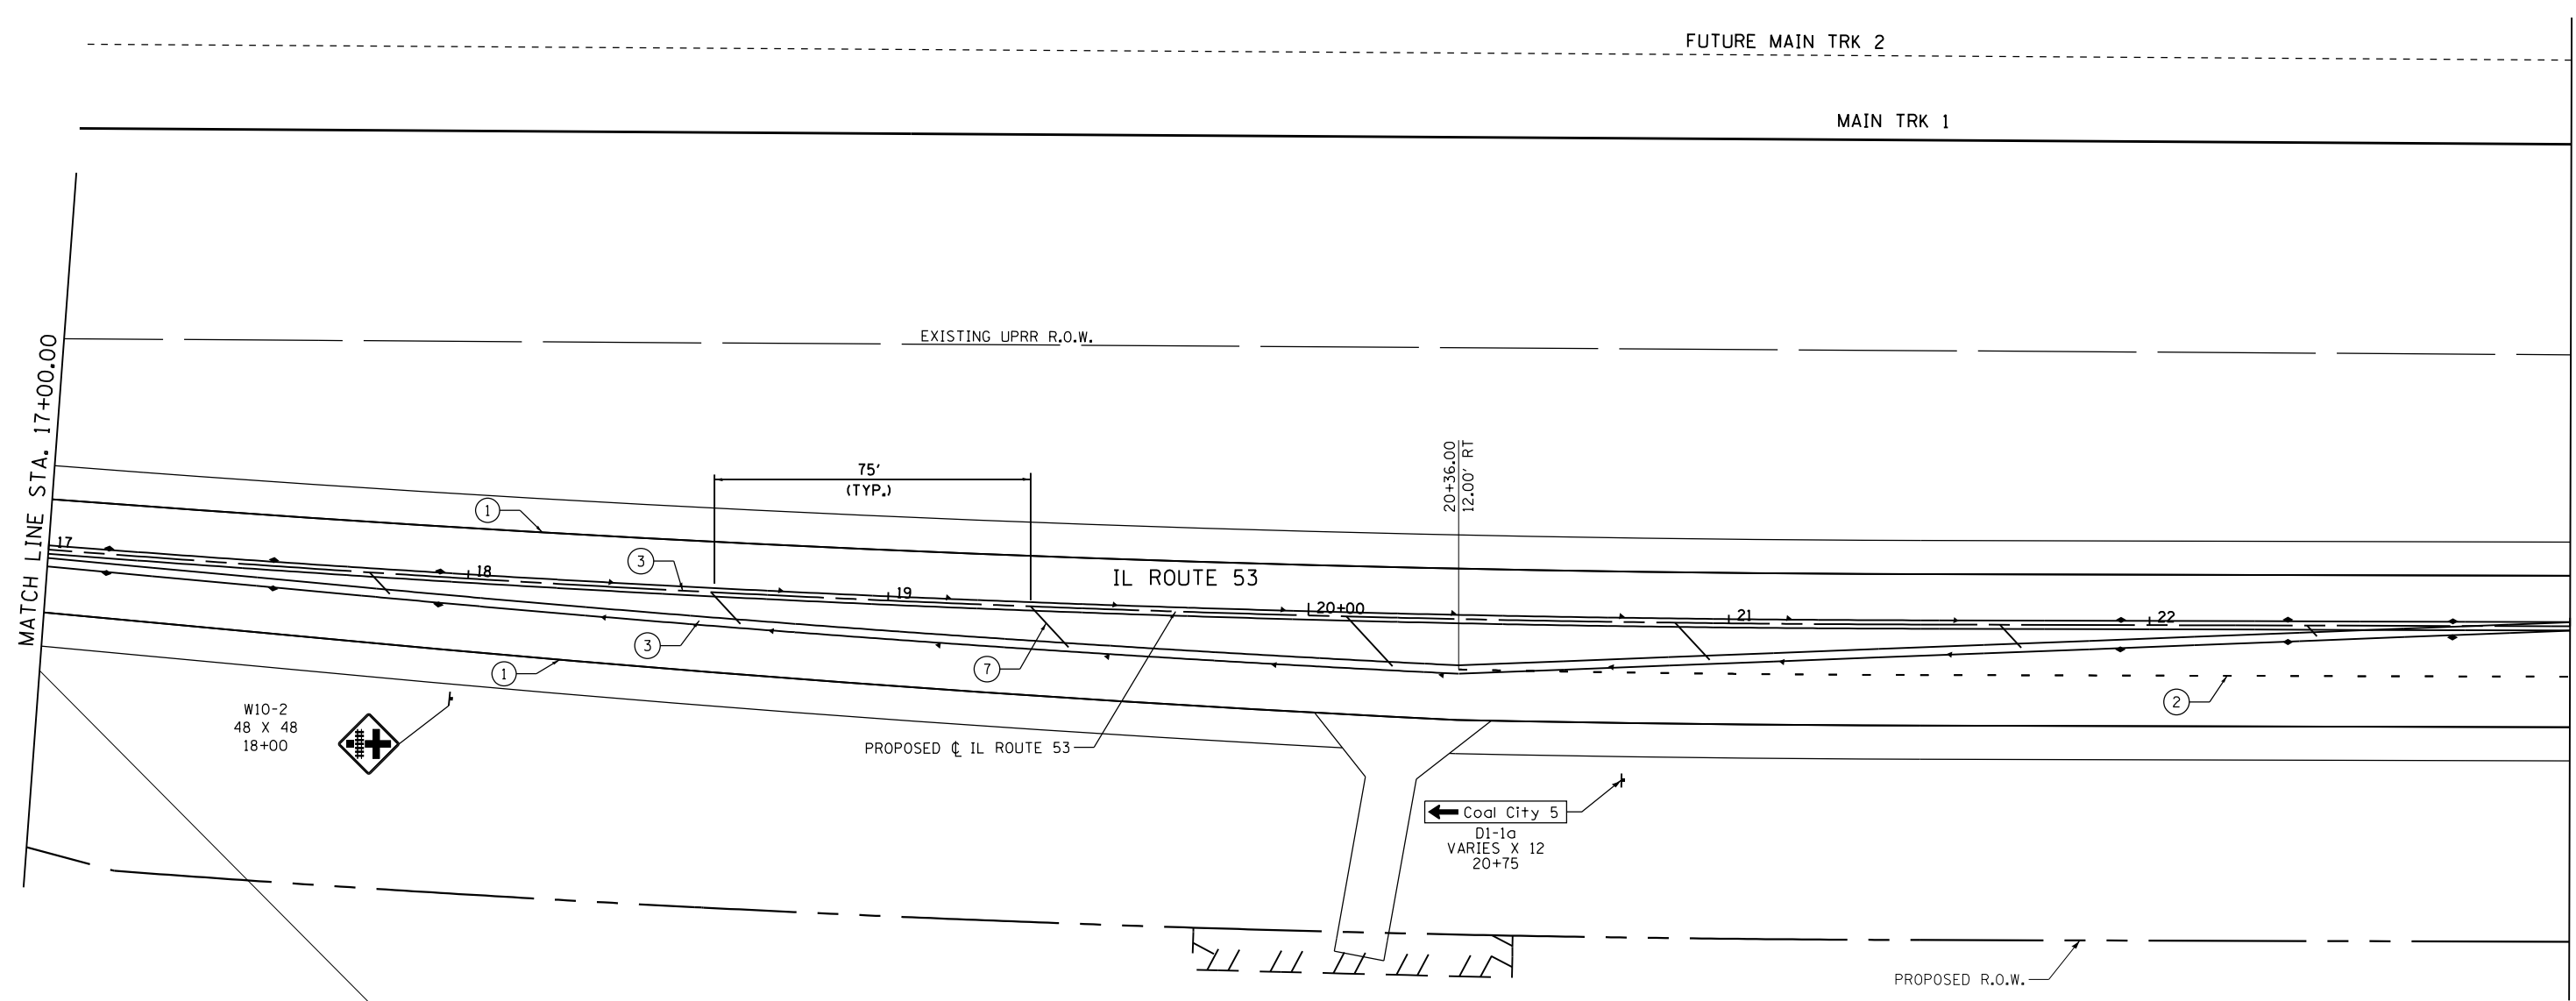 FUTURE MAIN TRK 2
MAIN TRK 1
EXISTING UPRR R.O.W.
MATCH LINE STA. 17+00.00
20+36.00
12.00' RT
75'
(TYP.)
1
3
17
18
19
IL ROUTE 53
20+00
21
22
3
1
7
2
W10-2
48 X 48
18+00
PROPOSED ℄ IL ROUTE 53
Coal City 5
D1-1a
VARIES X 12
20+75
PROPOSED R.O.W.